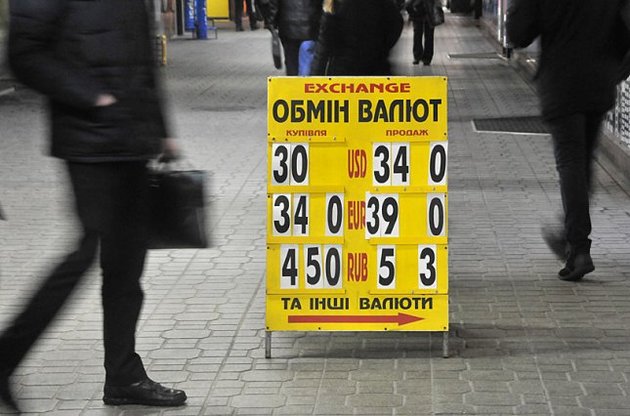 EXCHANGE
ОБМІН ВАЛЮТ
КУПІВЛЯ ПРОДАЖ
30 USD 34 0
34 0 EUR 39 0
4 50 RUB 5 3
ТА ІНШІ ВАЛЮТИ